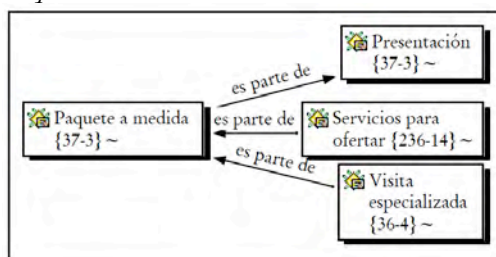 Presentación
{37-3} ~
es parte de
Paquete a medida
{37-3} ~
es parte de
Servicios para
ofertar {236-14} ~
es parte de
Visita
especializada
{36-4} ~